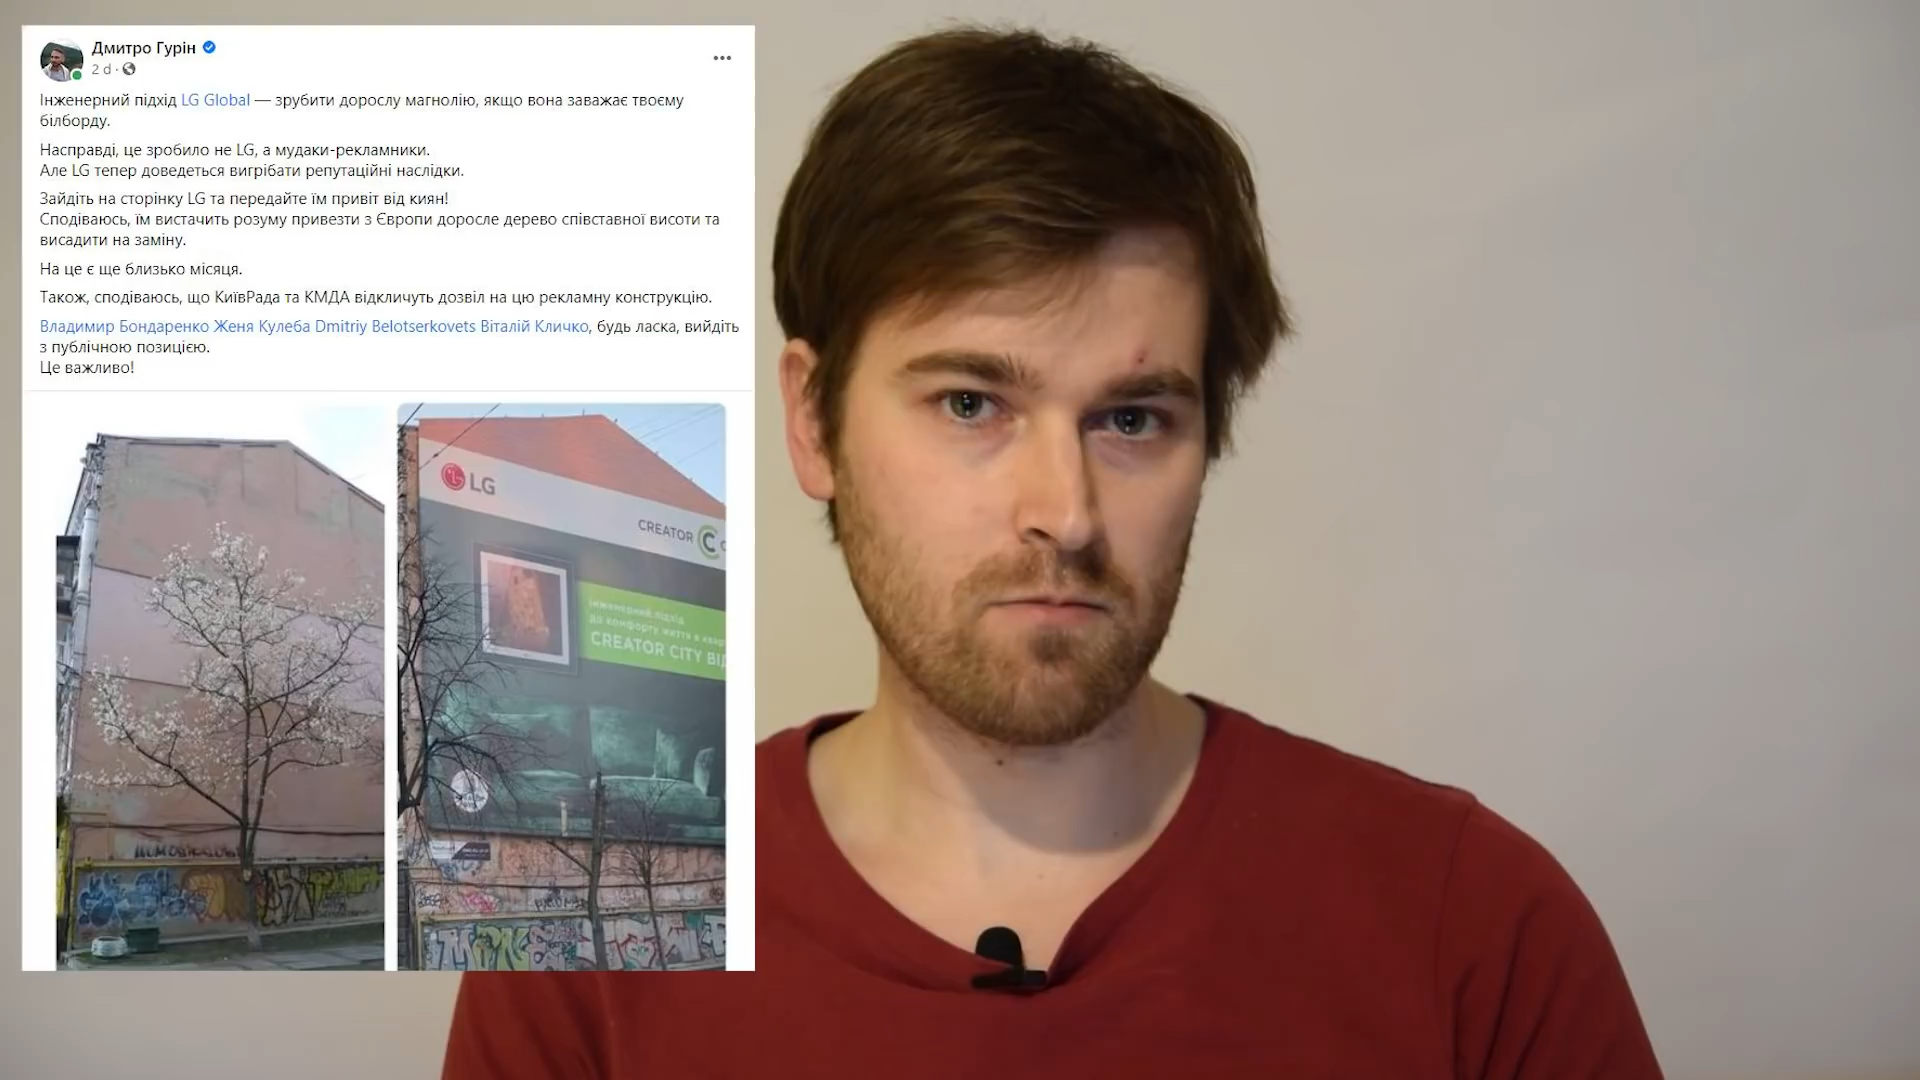 Дмитро Гурін
2 d ·
Інженерний підхід LG Global — зрубити дорослу магнолію, якщо вона заважає твоєму
білборду.
Насправді, це зробило не LG, а мудаки-рекламники.
Але LG тепер доведеться вигрібати репутаційні наслідки.
Зайдіть на сторінку LG та передайте їм привіт від киян!
Сподіваюсь, їм вистачить розуму привезти з Європи доросле дерево співставної висоти та
висадити на заміну.
На це є ще близько місяця.
Також, сподіваюсь, що КиївРада та КМДА відкличуть дозвіл на цю рекламну конструкцію.
Владимир Бондаренко Женя Кулеба Dmitriy Belotserkovets Віталій Кличко, будь ласка, вийдіть
з публічною позицією.
Це важливо!
LG
CREATOR C
інженерний підхід
до комфорту життя в
CREATOR CITY ВІД